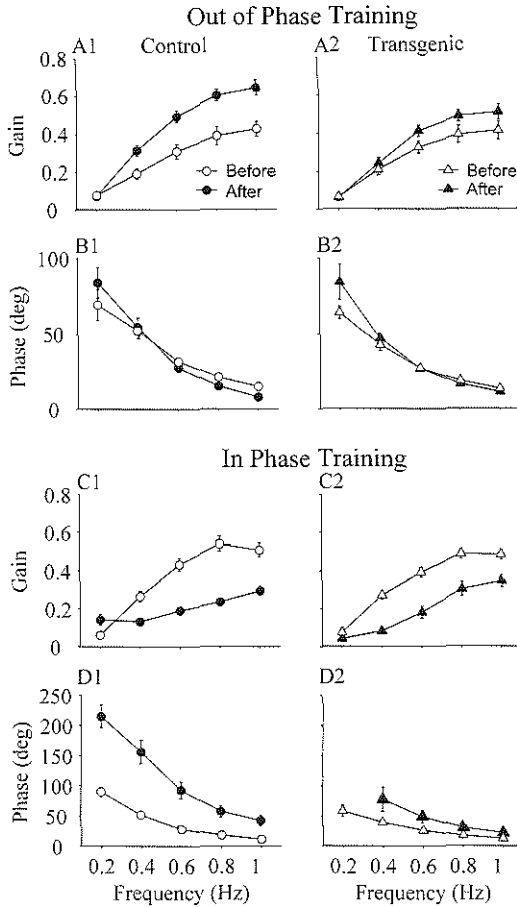 Out of Phase Training
A1 Control
A2 Transgenic
0.8
0.6
0.4
0.2
0
Gain
Before
After
Before
After
B1
B2
100
50
0
Phase (deg)
In Phase Training
C1
C2
0.8
0.6
0.4
0.2
0
Gain
D1
D2
250
200
150
100
50
0
Phase (deg)
0.2 0.4 0.6 0.8 1
0.2 0.4 0.6 0.8 1
Frequency (Hz)
Frequency (Hz)